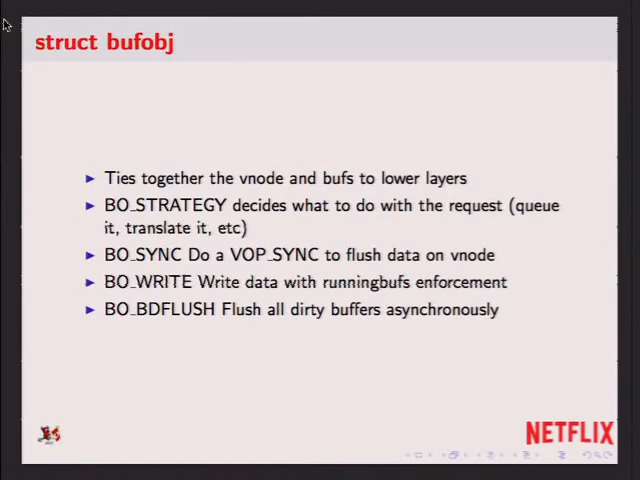 struct bufobj
Ties together the vnode and bufs to lower layers
BO_STRATEGY decides what to do with the request (queue
it, translate it, etc)
BO_SYNC Do a VOP_SYNC to flush data on vnode
BO_WRITE Write data with runningbufs enforcement
BO_BDFLUSH Flush all dirty buffers asynchronously
NETFLIX